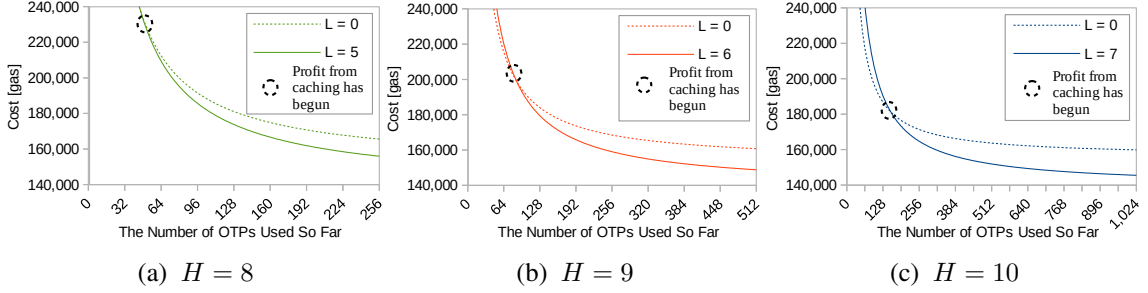 260,000
240,000
220,000
200,000
180,000
160,000
140,000
Cost [gas]
L = 0
L = 5
Profit from
caching has
begun
0
32
64
96
128
160
192
224
256
The Number of OTPs Used So Far
(a) H = 8
240,000
220,000
200,000
180,000
160,000
140,000
Cost [gas]
L = 0
L = 6
Profit from
caching has
begun
0
64
128
192
256
320
384
448
512
The Number of OTPs Used So Far
(b) H = 9
240,000
220,000
200,000
180,000
160,000
140,000
Cost [gas]
L = 0
L = 7
Profit from
caching has
begun
0
128
256
384
512
640
768
896
1,024
The Number of OTPs Used So Far
(c) H = 10